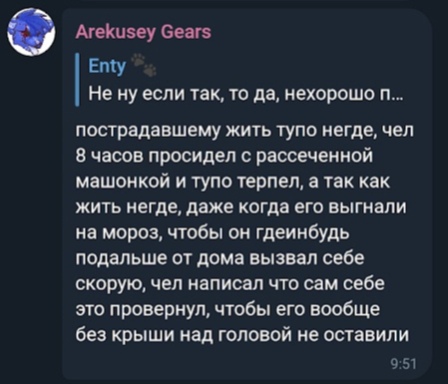 Arekusey Gears
Enty 🐾
Не ну если так, то да, нехорошо п...
пострадавшему жить тупо негде, чел
8 часов просидел с рассеченной
машонкой и тупо терпел, а так как
жить негде, даже когда его выгнали
на мороз, чтобы он гдеинбудь
подальше от дома вызвал себе
скорую, чел написал что сам себе
это провернул, чтобы его вообще
без крыши над головой не оставили
9:51